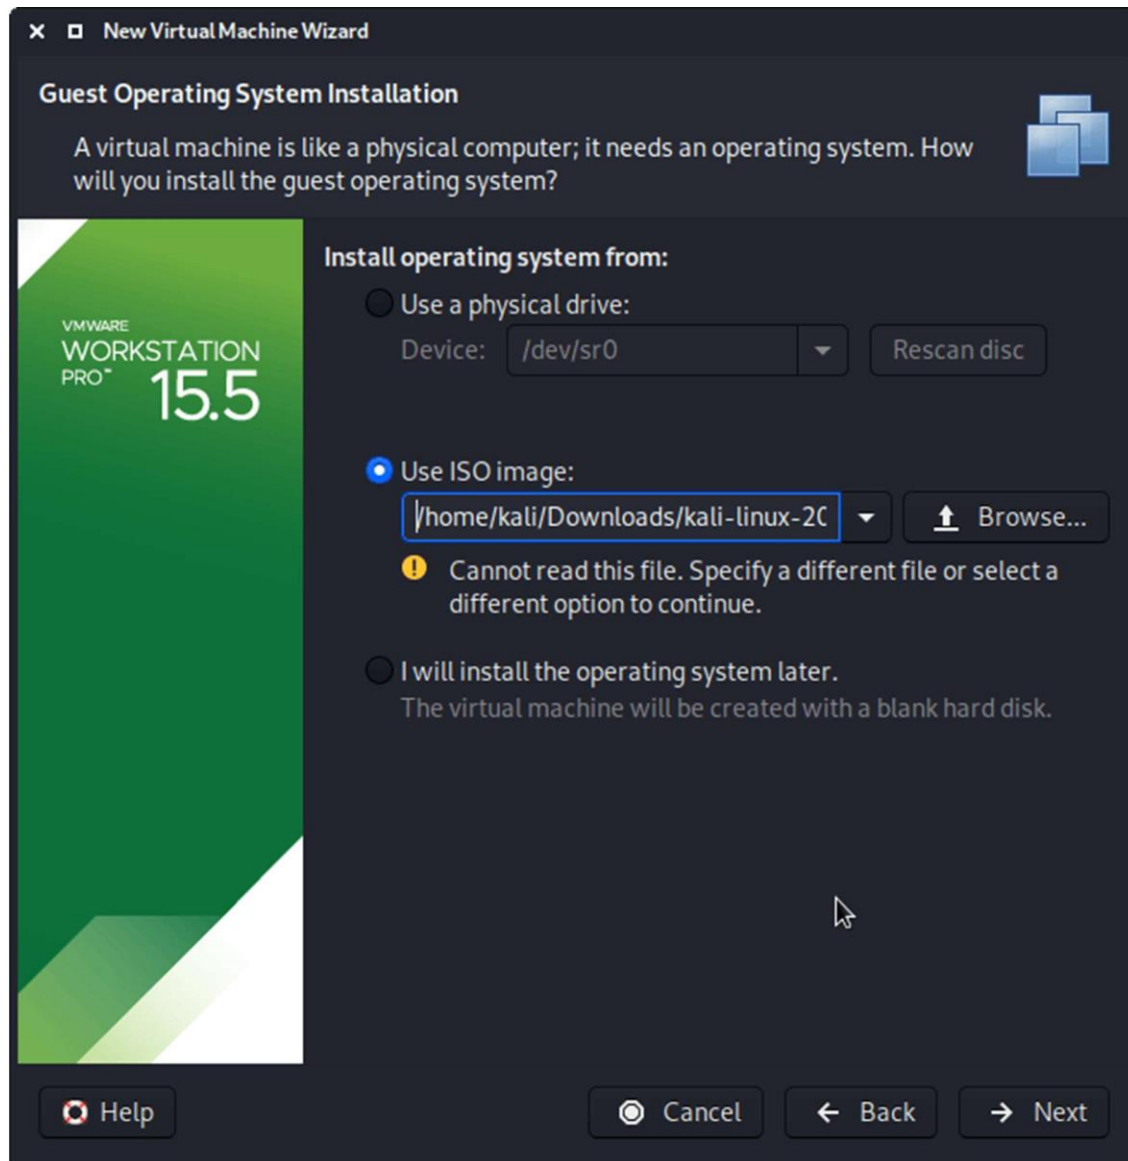 New Virtual Machine Wizard
Guest Operating System Installation
A virtual machine is like a physical computer; it needs an operating system. How
will you install the guest operating system?
VMWARE
WORKSTATION
PRO™ 15.5
Install operating system from:
Use a physical drive:
Device: /dev/sr0 Rescan disc
Use ISO image:
/home/kali/Downloads/kali-linux-20 Browse...
Cannot read this file. Specify a different file or select a
different option to continue.
I will install the operating system later.
The virtual machine will be created with a blank hard disk.
Help Cancel Back Next